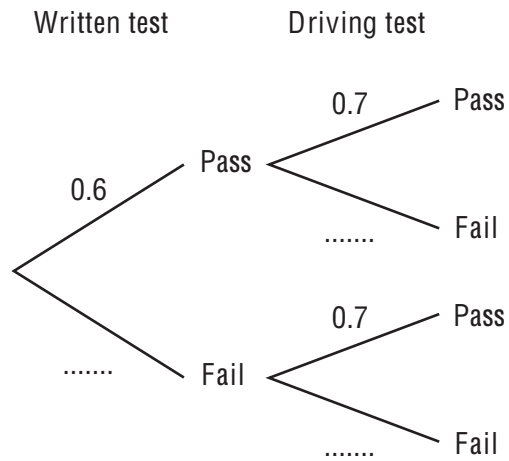 Written test Driving test
0.7 Pass
0.6 Pass
....... Fail
0.7 Pass
....... Fail
....... Fail